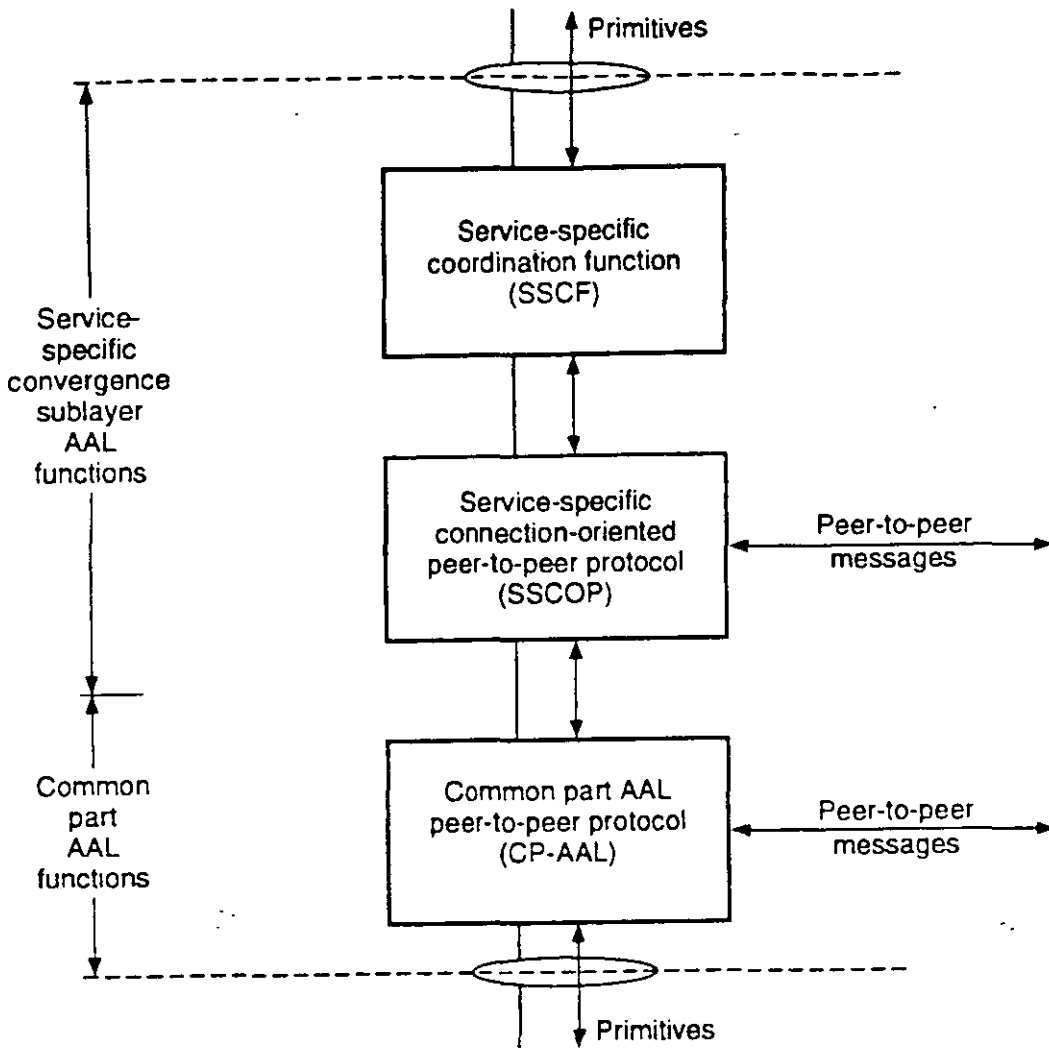 Primitives
Service-specific
coordination function
(SSCF)
Service-
specific
convergence
sublayer
AAL
functions
Service-specific
connection-oriented
peer-to-peer protocol
(SSCOP)
Peer-to-peer
messages
Common
part
AAL
functions
Common part AAL
peer-to-peer protocol
(CP-AAL)
Peer-to-peer
messages
Primitives